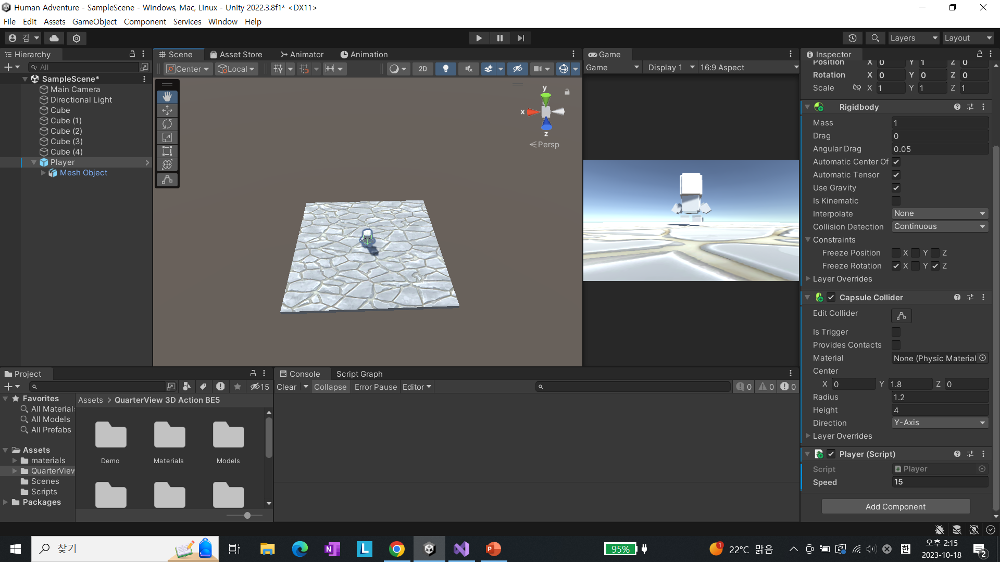 Human Adventure - SampleScene - Windows, Mac, Linux - Unity 2022.3.8f1* <DX11>
File Edit Assets GameObject Component Services Window Help
김
Layers
Layout
Hierarchy
All
SampleScene*
Main Camera
Directional Light
Cube
Cube (1)
Cube (2)
Cube (3)
Cube (4)
Player
Mesh Object
Scene
Asset Store
Animator
Animation
Center
Local
2D
y
x
z
Persp
Game
Game
Display 1
16:9 Aspect
Inspector
Position X 0 Y 1 Z 0
Rotation X 0 Y 0 Z 0
Scale X 1 Y 1 Z 1
Rigidbody
Mass 1
Drag 0
Angular Drag 0.05
Automatic Center Of
Automatic Tensor
Use Gravity
Is Kinematic
Interpolate None
Collision Detection Continuous
Constraints
Freeze Position X Y Z
Freeze Rotation X Y Z
Layer Overrides
Capsule Collider
Edit Collider
Is Trigger
Provides Contacts
Material None (Physic Material
Center
X 0 Y 1.8 Z 0
Radius 1.2
Height 4
Direction Y-Axis
Layer Overrides
Player (Script)
Script Player
Speed 15
Add Component
Project
15
Favorites
All Materials
All Models
All Prefabs
Assets
materials
QuarterView
Scenes
Scripts
Packages
Assets > QuarterView 3D Action BE5
Demo
Materials
Models
Console
Script Graph
Clear
Collapse
Error Pause
Editor
0
0
0
찾기
95%
1
22°C 맑음
한
오후 2:15
2023-10-18
2